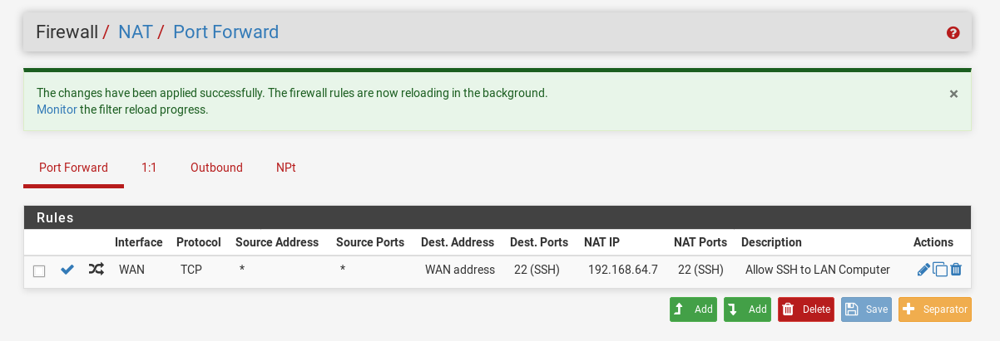 Firewall / NAT / Port Forward
The changes have been applied successfully. The firewall rules are now reloading in the background.
Monitor the filter reload progress.
Port Forward 1:1 Outbound NPt
Rules
Interface Protocol Source Address Source Ports Dest. Address Dest. Ports NAT IP NAT Ports Description Actions
WAN TCP * * WAN address 22 (SSH) 192.168.64.7 22 (SSH) Allow SSH to LAN Computer
Add Add Delete Save Separator